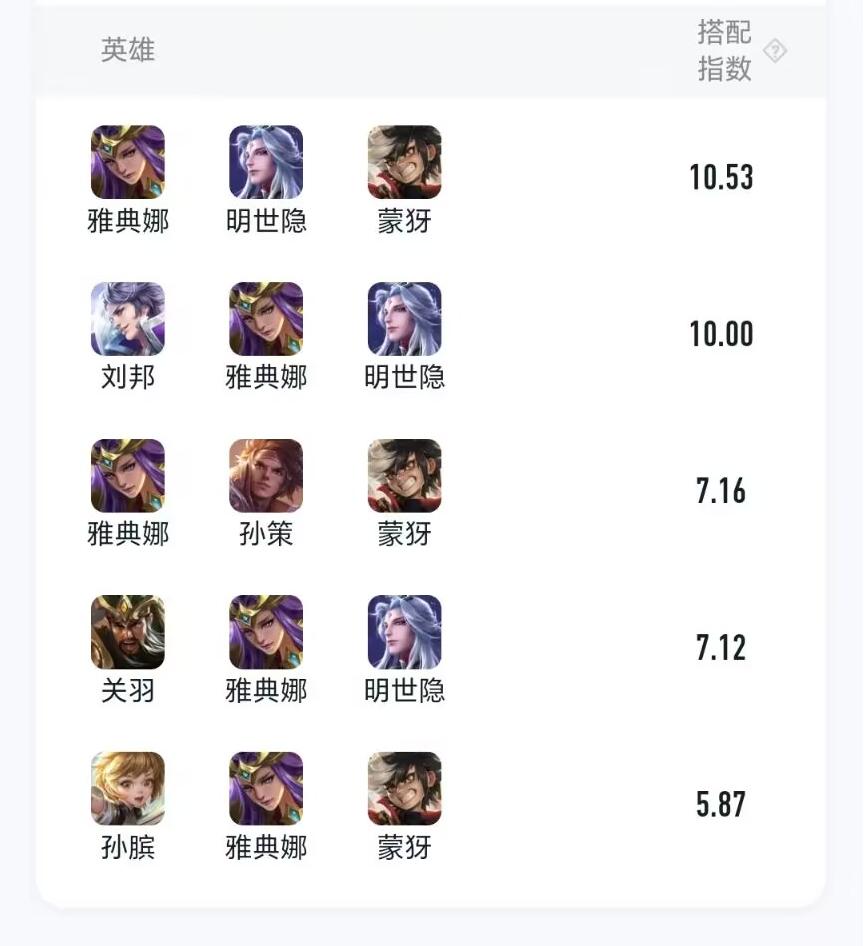 英雄
搭配
指数
?
雅典娜 明世隐 蒙犽 10.53
刘邦 雅典娜 明世隐 10.00
雅典娜 孙策 蒙犽 7.16
关羽 雅典娜 明世隐 7.12
孙膑 雅典娜 蒙犽 5.87